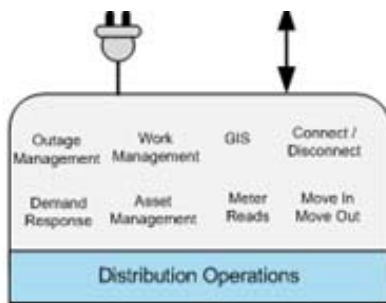 Outage Management
Work Management
GIS
Connect / Disconnect
Demand Response
Asset Management
Meter Reads
Move In Move Out
Distribution Operations